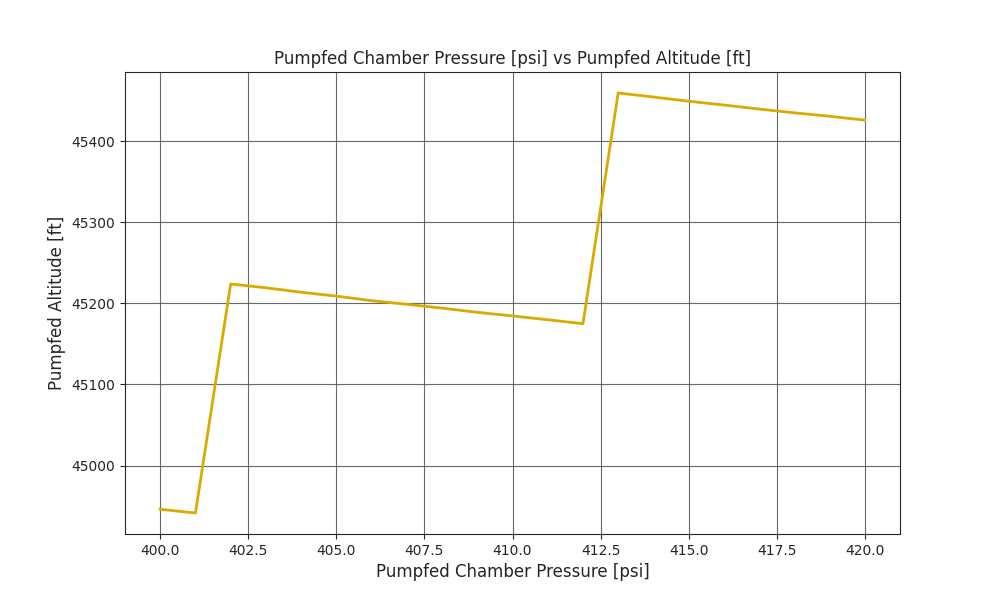 Pumpfed Chamber Pressure [psi] vs Pumpfed Altitude [ft]
Pumpfed Altitude [ft]
45400
45300
45200
45100
45000
400.0 402.5 405.0 407.5 410.0 412.5 415.0 417.5 420.0
Pumpfed Chamber Pressure [psi]